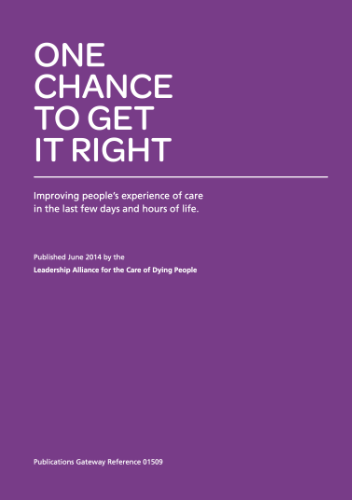 ONE
CHANCE
TO GET
IT RIGHT
Improving people's experience of care
in the last few days and hours of life.
Published June 2014 by the
Leadership Alliance for the Care of Dying People
Publications Gateway Reference 01509